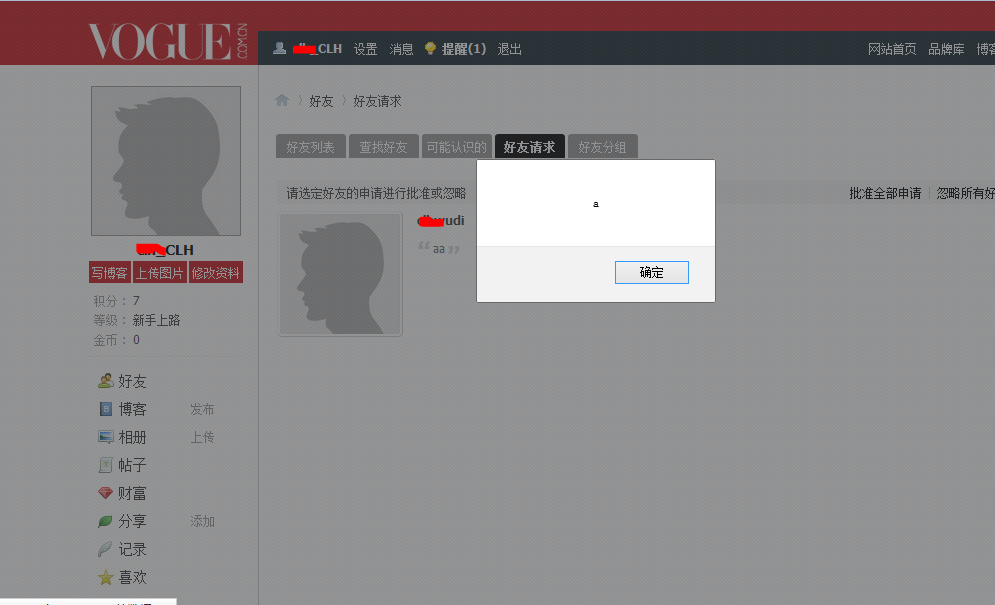 VOGUE.COM.CN
_CLH 设置 消息 提醒(1) 退出 网站首页 品牌库 博客
好友 好友请求
好友列表 查找好友 可能认识的 好友请求 好友分组
请选定好友的申请进行批准或忽略 批准全部申请 忽略所有好
wudi
“ aa ”
a
确定
_CLH
写博客 上传图片 修改资料
积分： 7
等级： 新手上路
金币： 0
好友
博客 发布
相册 上传
帖子
财富
分享 添加
记录
喜欢